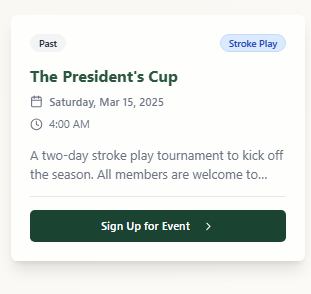 Past
Stroke Play
The President's Cup
Saturday, Mar 15, 2025
4:00 AM
A two-day stroke play tournament to kick off
the season. All members are welcome to...
Sign Up for Event